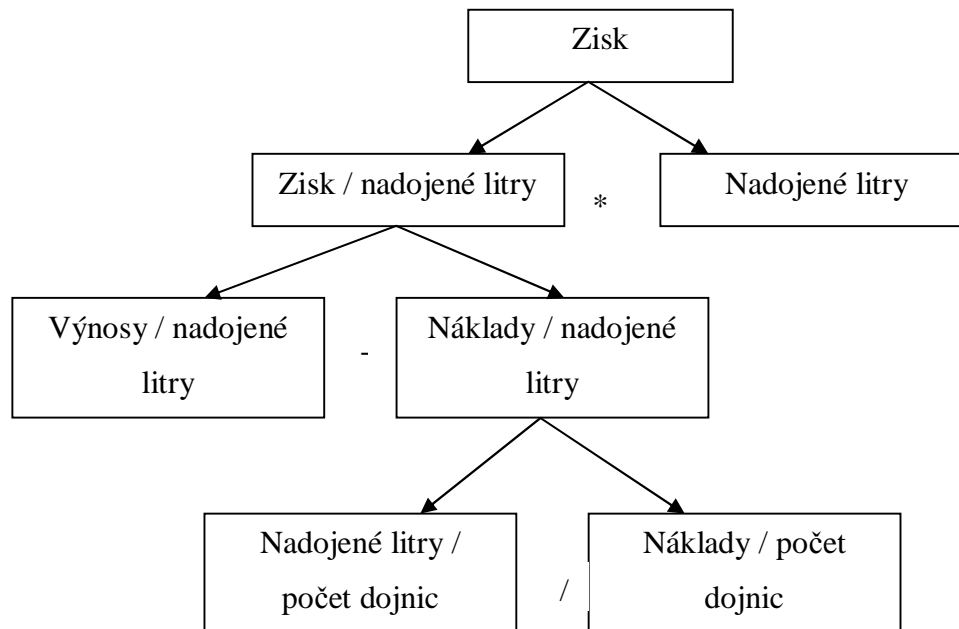 Zisk
Zisk / nadojené litry
*
Nadojené litry
Výnosy / nadojené
litry
-
Náklady / nadojené
litry
Nadojené litry /
počet dojnic
/
Náklady / počet
dojnic